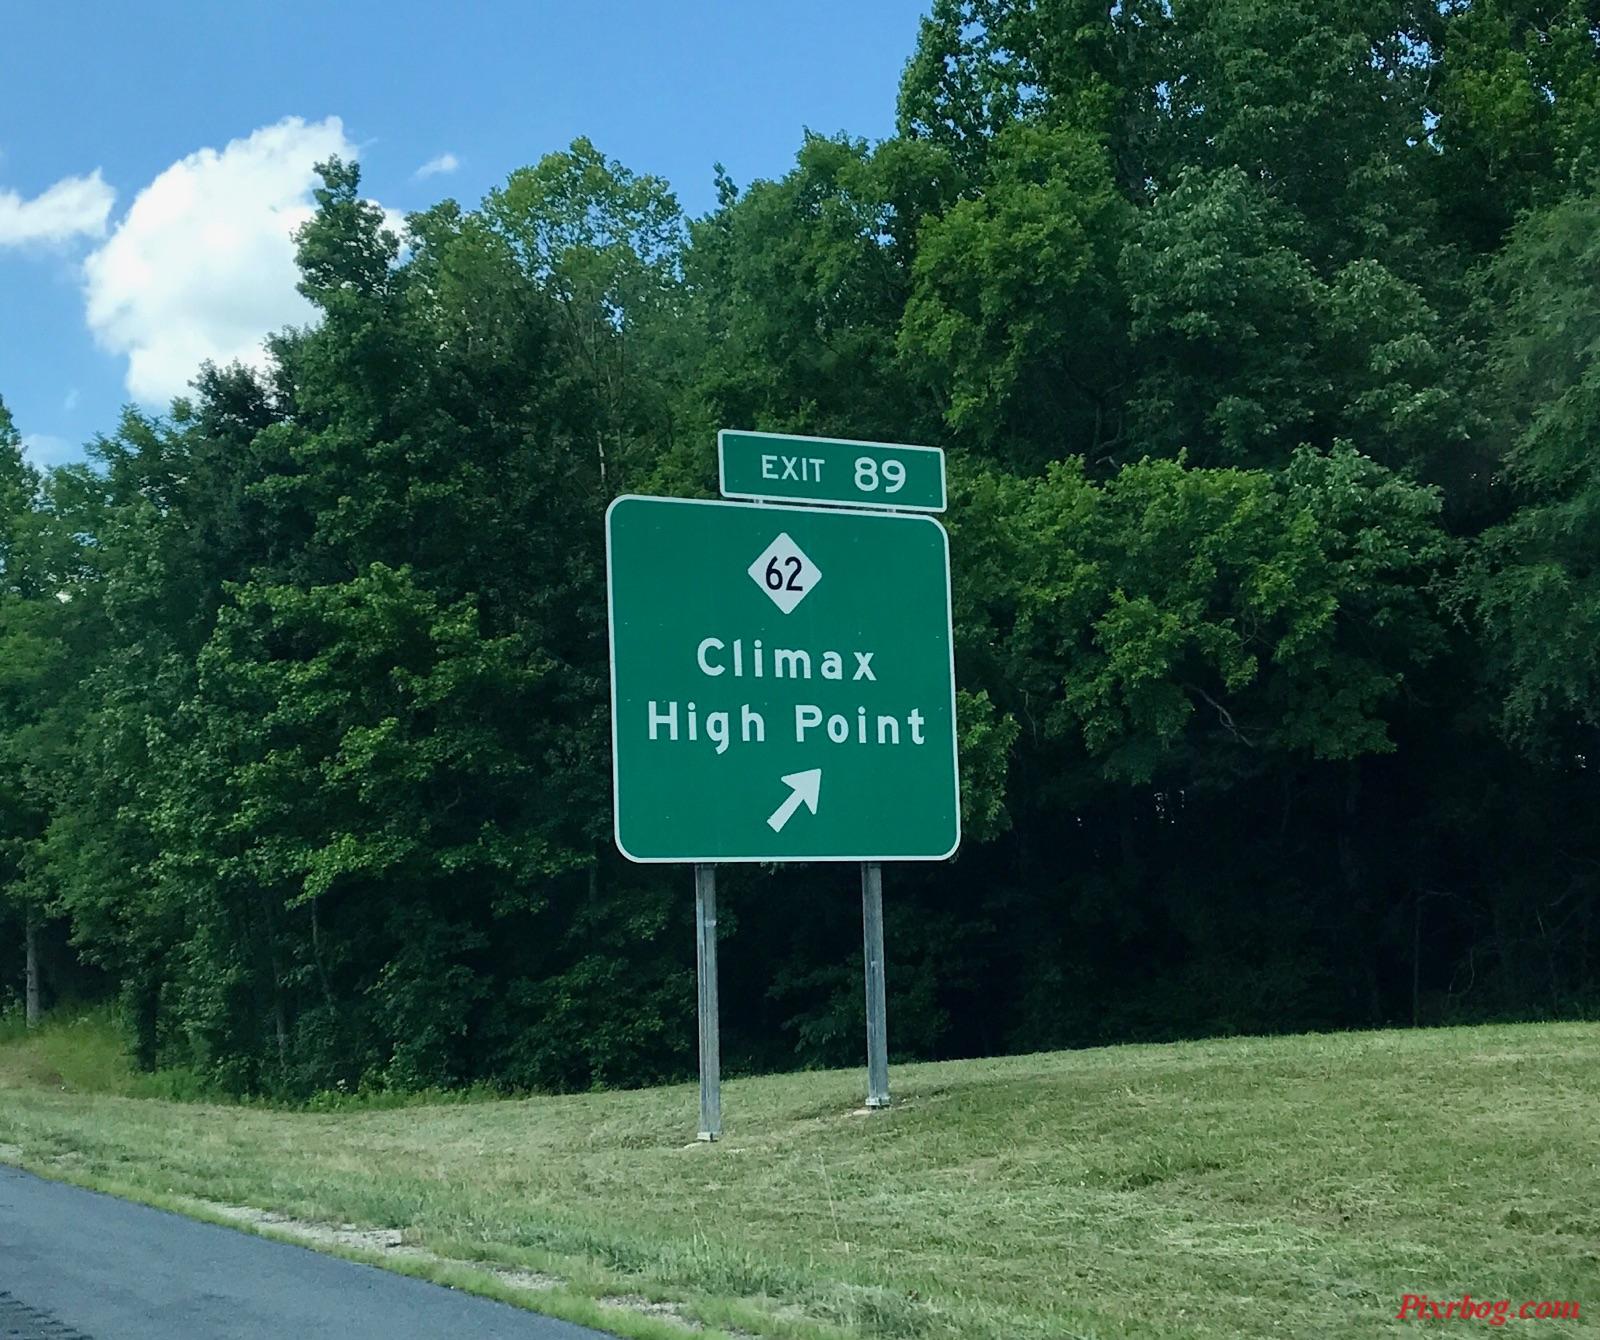 EXIT 89
62
Climax
High Point
Pixrbog.com